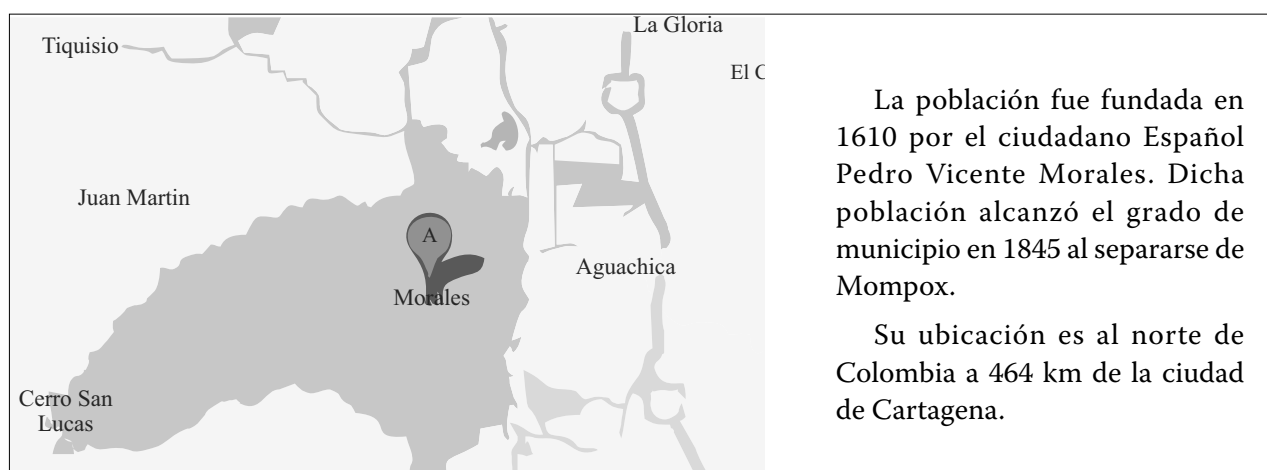 La Gloria
Tiquisio
El C
Juan Martin
A
Aguachica
Morales
Cerro San
Lucas
La población fue fundada en
1610 por el ciudadano Español
Pedro Vicente Morales. Dicha
población alcanzó el grado de
municipio en 1845 al separarse de
Mompox.
Su ubicación es al norte de
Colombia a 464 km de la ciudad
de Cartagena.